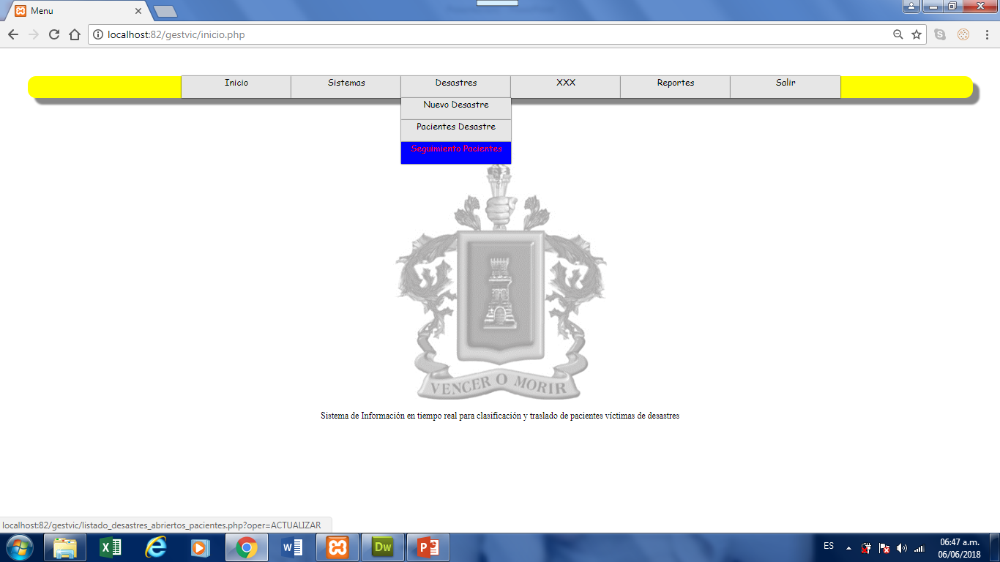 Menu
localhost:82/gestvic/inicio.php
Inicio Sistemas Desastres XXX Reportes Salir
Nuevo Desastre
Pacientes Desastre
Seguimiento Pacientes
VENCER O MORIR
Sistema de Información en tiempo real para clasificación y traslado de pacientes víctimas de desastres
localhost:82/gestvic/listado_desastres_abiertos_pacientes.php?oper=ACTUALIZAR
Dw
ES
06:47 a.m.
06/06/2018